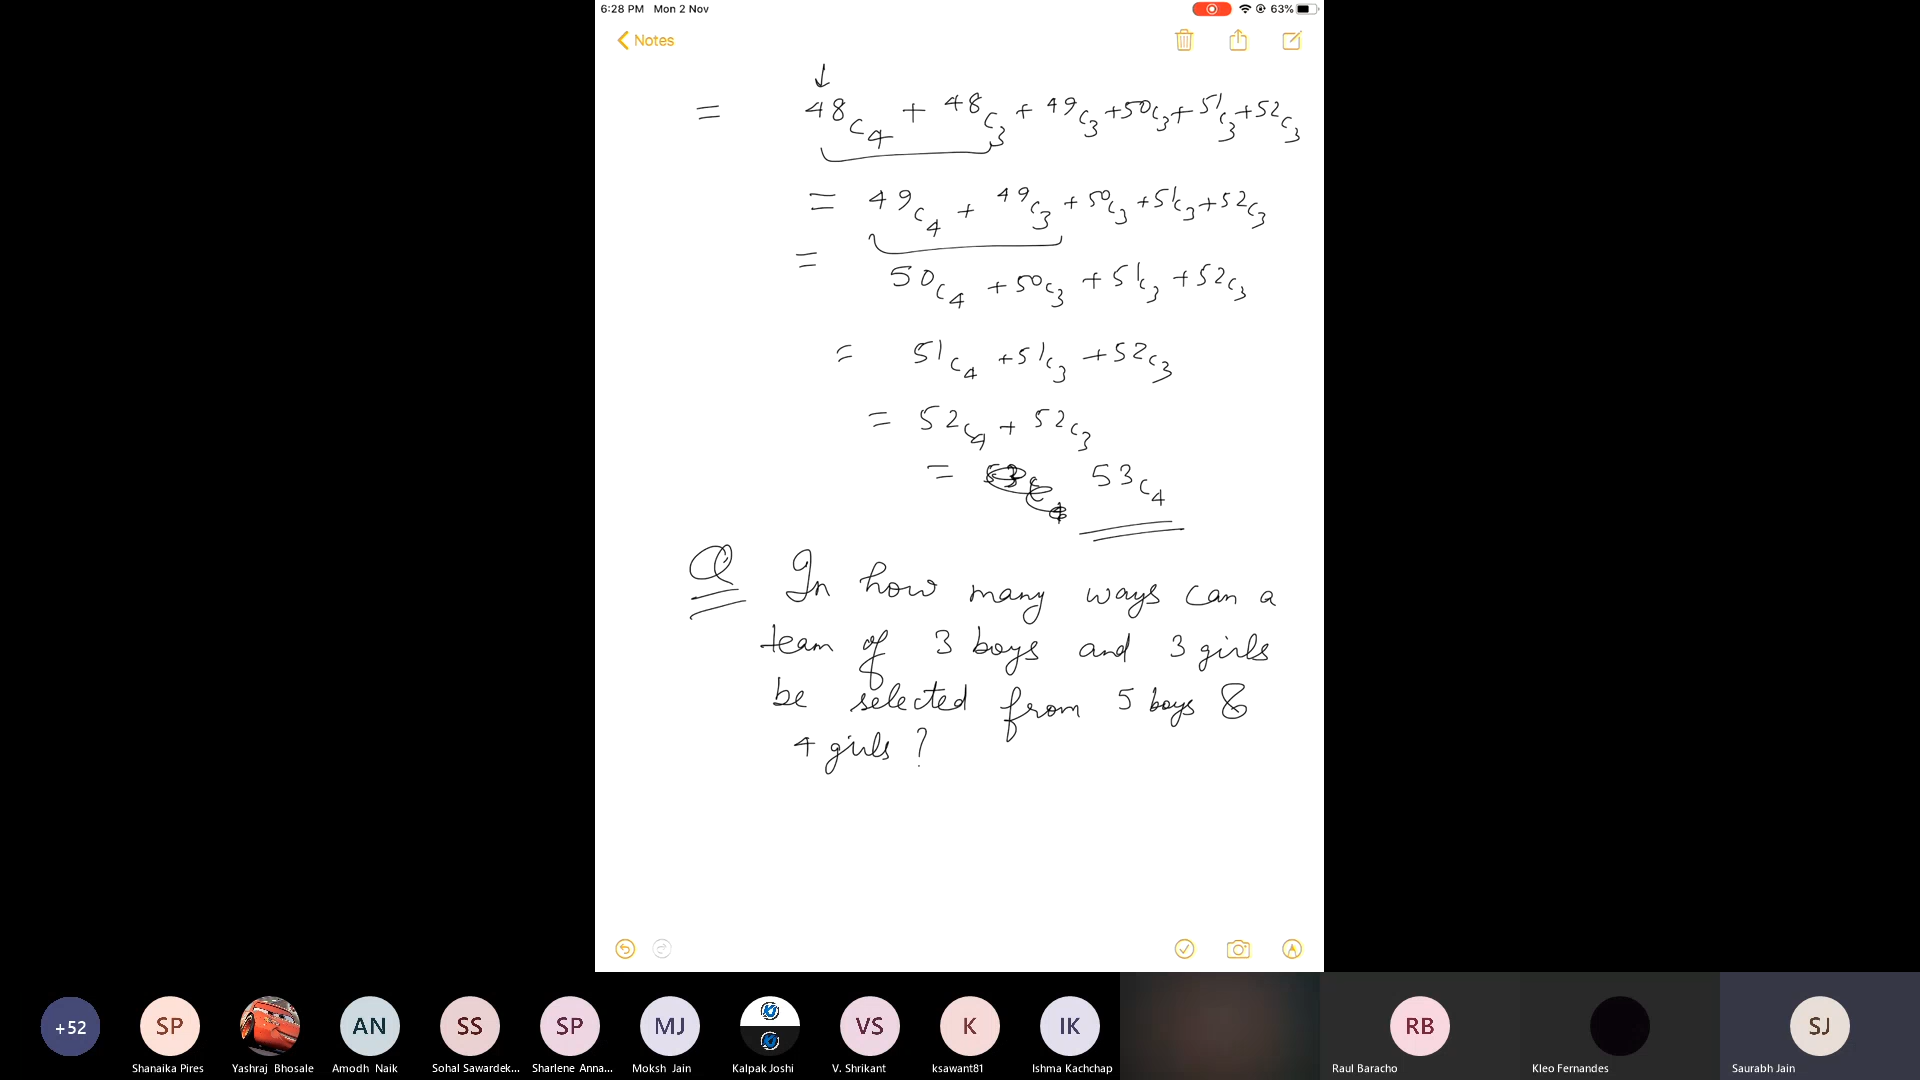 6:28 PM Mon 2 Nov
63%
Notes
= 48C4 + 48C3 + 49C3 + 50C3 + 51C3 + 52C3
= 49C4 + 49C3 + 50C3 + 51C3 + 52C3
= 50C4 + 50C3 + 51C3 + 52C3
= 51C4 + 51C3 + 52C3
= 52C4 + 52C3
= 53C4
Q In how many ways can a
team of 3 boys and 3 girls
be selected from 5 boys &
4 girls ?
+52 SP AN SS SP MJ VS K IK RB SJ
Shanaika Pires Yashraj Bhosale Amodh Naik Sohal Sawardek... Sharlene Anna... Moksh Jain Kalpak Joshi V. Shrikant ksawant81 Ishma Kachchap Raul Baracho Kleo Fernandes Saurabh Jain